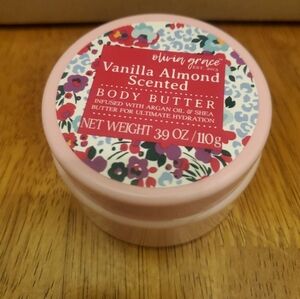 olivia grace
Vanilla Almond
Scented
BODY BUTTER
INFUSED WITH ARGAN OIL & SHEA
BUTTER FOR ULTIMATE HYDRATION
NET WEIGHT 3.9 OZ / 110 g